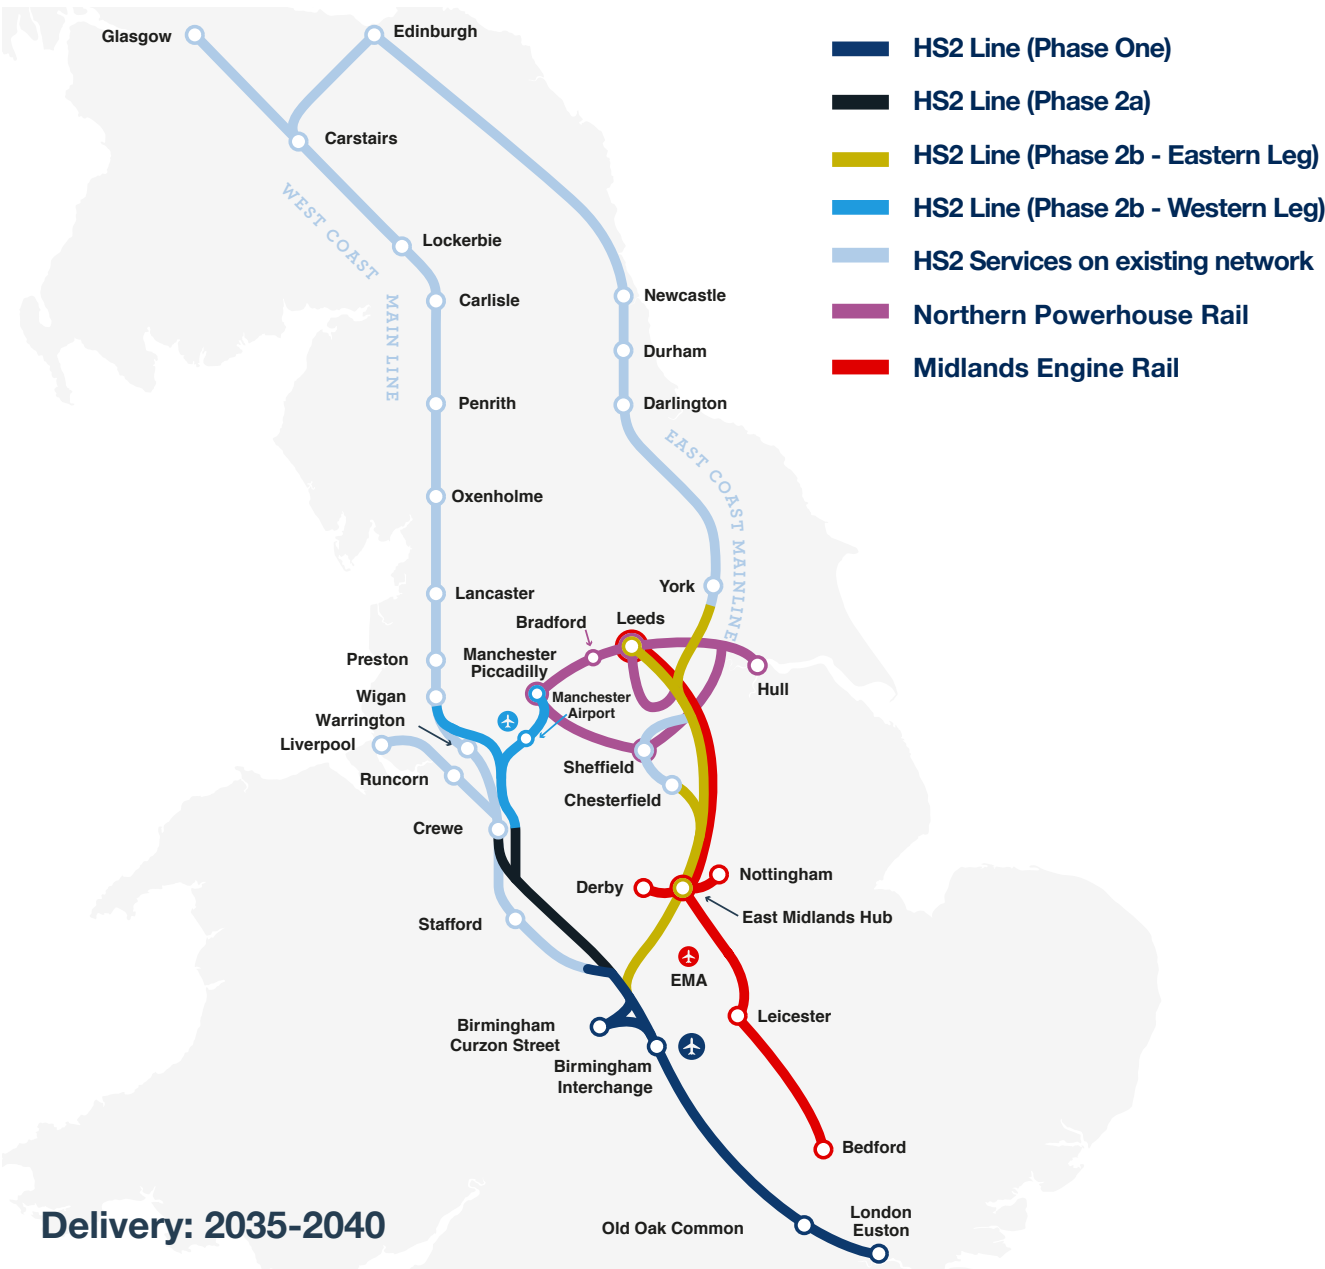 Glasgow
Edinburgh
Carstairs
WEST COAST
MAIN LINE
Lockerbie
Carlisle
Newcastle
Durham
Penrith
Darlington
EAST COAST MAINLINE
Oxenholme
Lancaster
York
Leeds
Bradford
Manchester
Piccadilly
Preston
Hull
Wigan
Manchester
Airport
Warrington
Liverpool
Runcorn
Sheffield
Chesterfield
Crewe
Derby
Nottingham
East Midlands Hub
Stafford
EMA
Leicester
Birmingham
Curzon Street
Birmingham
Interchange
Bedford
Old Oak Common
London
Euston
HS2 Line (Phase One)
HS2 Line (Phase 2a)
HS2 Line (Phase 2b - Eastern Leg)
HS2 Line (Phase 2b - Western Leg)
HS2 Services on existing network
Northern Powerhouse Rail
Midlands Engine Rail
Delivery: 2035-2040